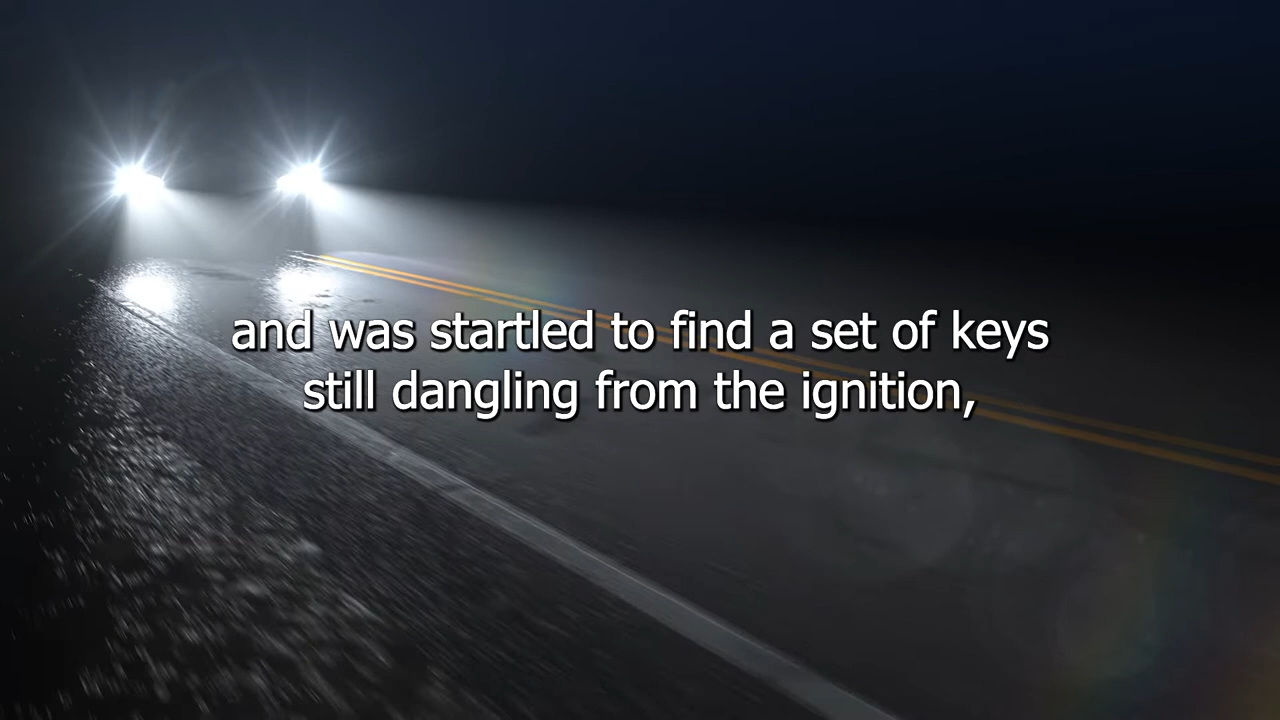 and was startled to find a set of keys
still dangling from the ignition,